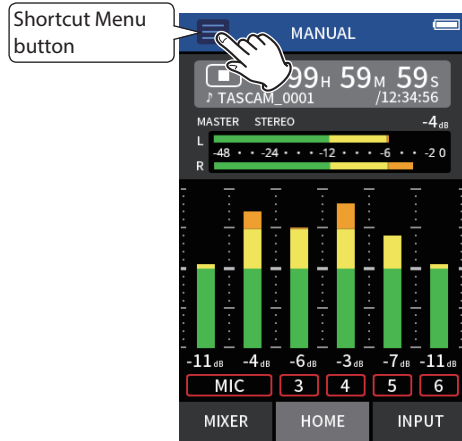 Shortcut Menu
button
MANUAL
99H 59M 59s
♪ TASCAM_0001 /12:34:56
MASTER STEREO -4dB
L
-48 · · -24 · · · -12 · · · -6 · · -2 0
R
-11dB -4dB -6dB -3dB -7dB -11dB
MIC 3 4 5 6
MIXER HOME INPUT